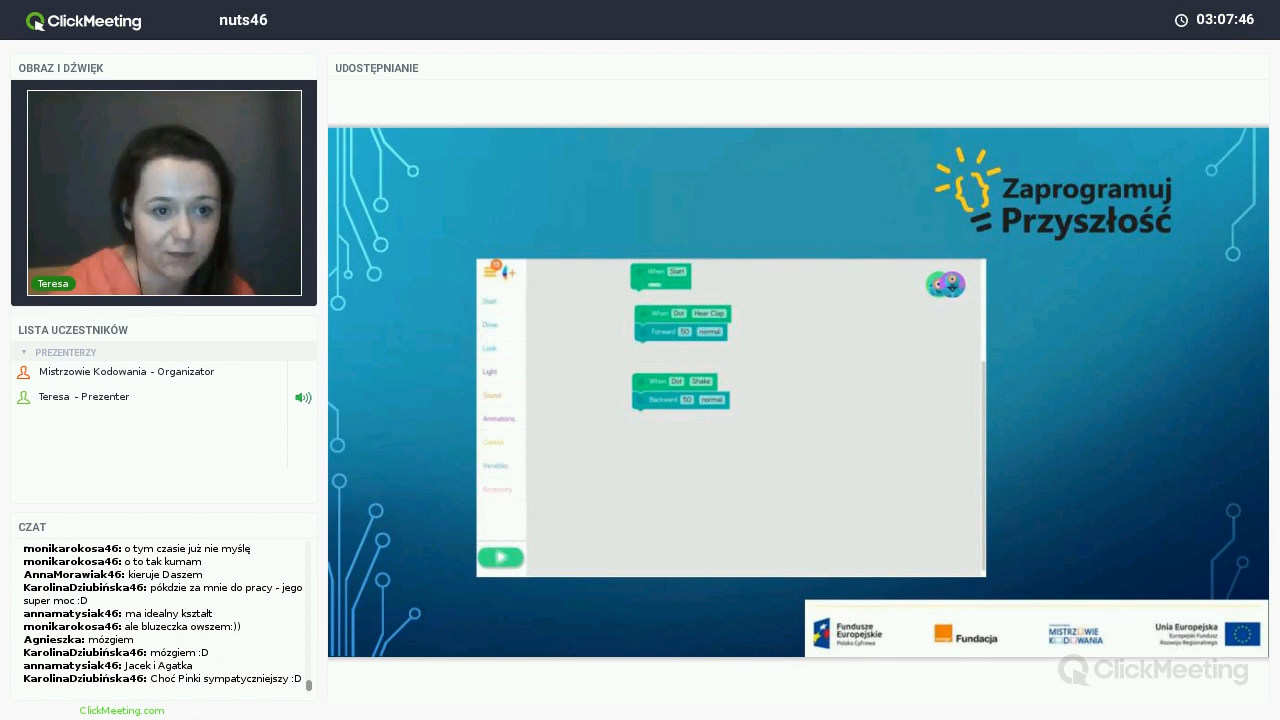 ClickMeeting
nuts46
03:07:46
OBRAZ I DŹWIĘK
Teresa
LISTA UCZESTNIKÓW
PREZENTERZY
Mistrzowie Kodowania - Organizator
Teresa - Prezenter
CZAT
monikarokosa46: o tym czasie już nie myślę
monikarokosa46: o to tak kumam
AnnaMorawiak46: kieruje Daszem
KarolinaDziubińska46: pókdzie za mnie do pracy - jego
super moc :D
annamatysiak46: ma idealny kształt
monikarokosa46: ale bluzeczka owszem:))
Agnieszka: mózgiem
KarolinaDziubińska46: mózgiem :D
annamatysiak46: Jacek i Agatka
KarolinaDziubińska46: Choć Pinki sympatyczniejszy :D
ClickMeeting.com
UDOSTĘPNIANIE
Zaprogramuj
Przyszłość
Start
Drive
Look
Light
Sound
Animations
Control
Variables
Accessory
When Start
When Dot Hear Clap
Forward 50 normal
When Dot Shake
Backward 50 normal
Fundusze
Europejskie
Polska Cyfrowa
orange
Fundacja
MISTRZOWIE
KODOWANIA
Unia Europejska
Europejski Fundusz
Rozwoju Regionalnego
ClickMeeting